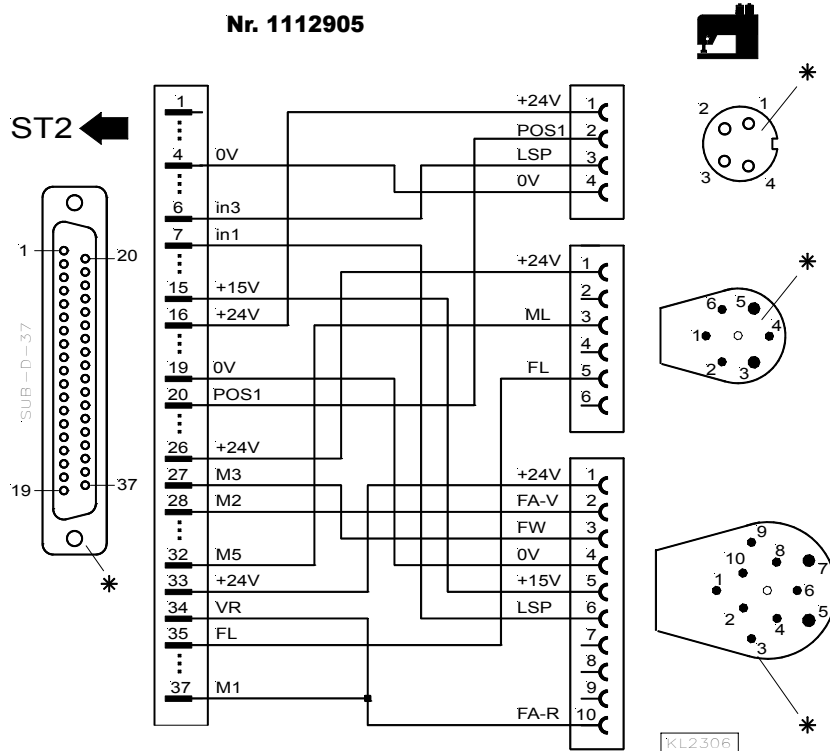 Nr. 1112905
ST2
1
4 0V
6 in3
7 in1
15 +15V
16 +24V
19 0V
20 POS1
26 +24V
27 M3
28 M2
32 M5
33 +24V
34 VR
35 FL
37 M1
1 20
SUB-D-37
19 37
+24V 1
POS1 2
LSP 3
0V 4
+24V 1
2
ML 3
4
FL 5
6
+24V 1
FA-V 2
FW 3
0V 4
+15V 5
LSP 6
7
8
9
FA-R 10
2 1
3 4
6 5
1 4
2 3
9
10 8 7
1 6
2 4 5
3
KL2306